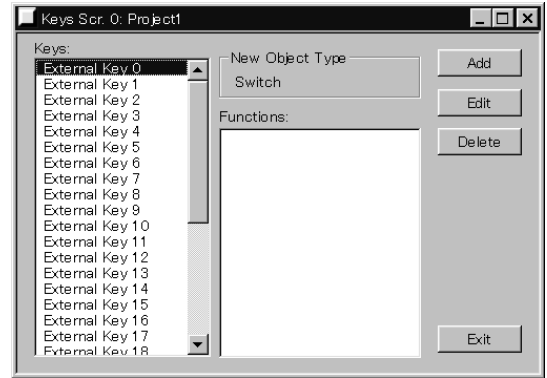 Keys Scr. 0: Project1
Keys:
External Key 0
External Key 1
External Key 2
External Key 3
External Key 4
External Key 5
External Key 6
External Key 7
External Key 8
External Key 9
External Key 10
External Key 11
External Key 12
External Key 13
External Key 14
External Key 15
External Key 16
External Key 17
External Key 18
New Object Type
Switch
Functions:
Add
Edit
Delete
Exit